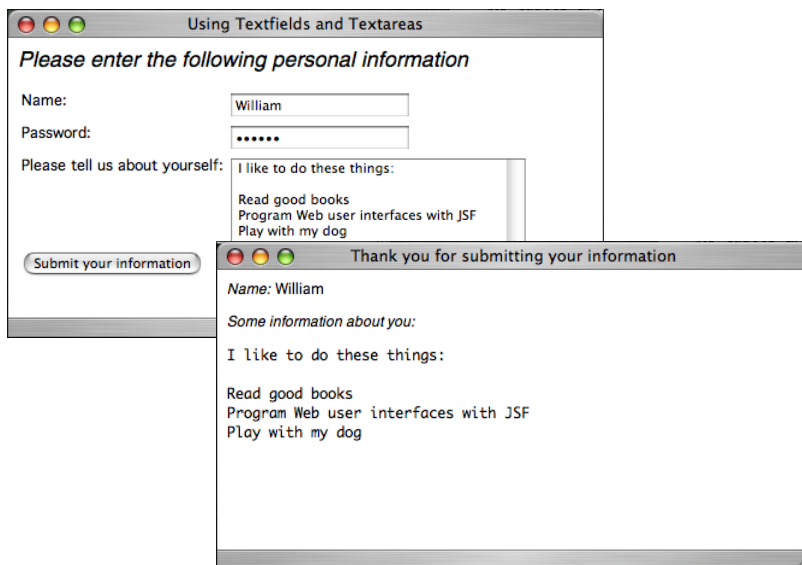 Using Textfields and Textareas
Please enter the following personal information
Name:
William
Password:
••••••
Please tell us about yourself:
I like to do these things:
Read good books
Program Web user interfaces with JSF
Play with my dog
Submit your information
Thank you for submitting your information
Name: William
Some information about you:
I like to do these things:
Read good books
Program Web user interfaces with JSF
Play with my dog